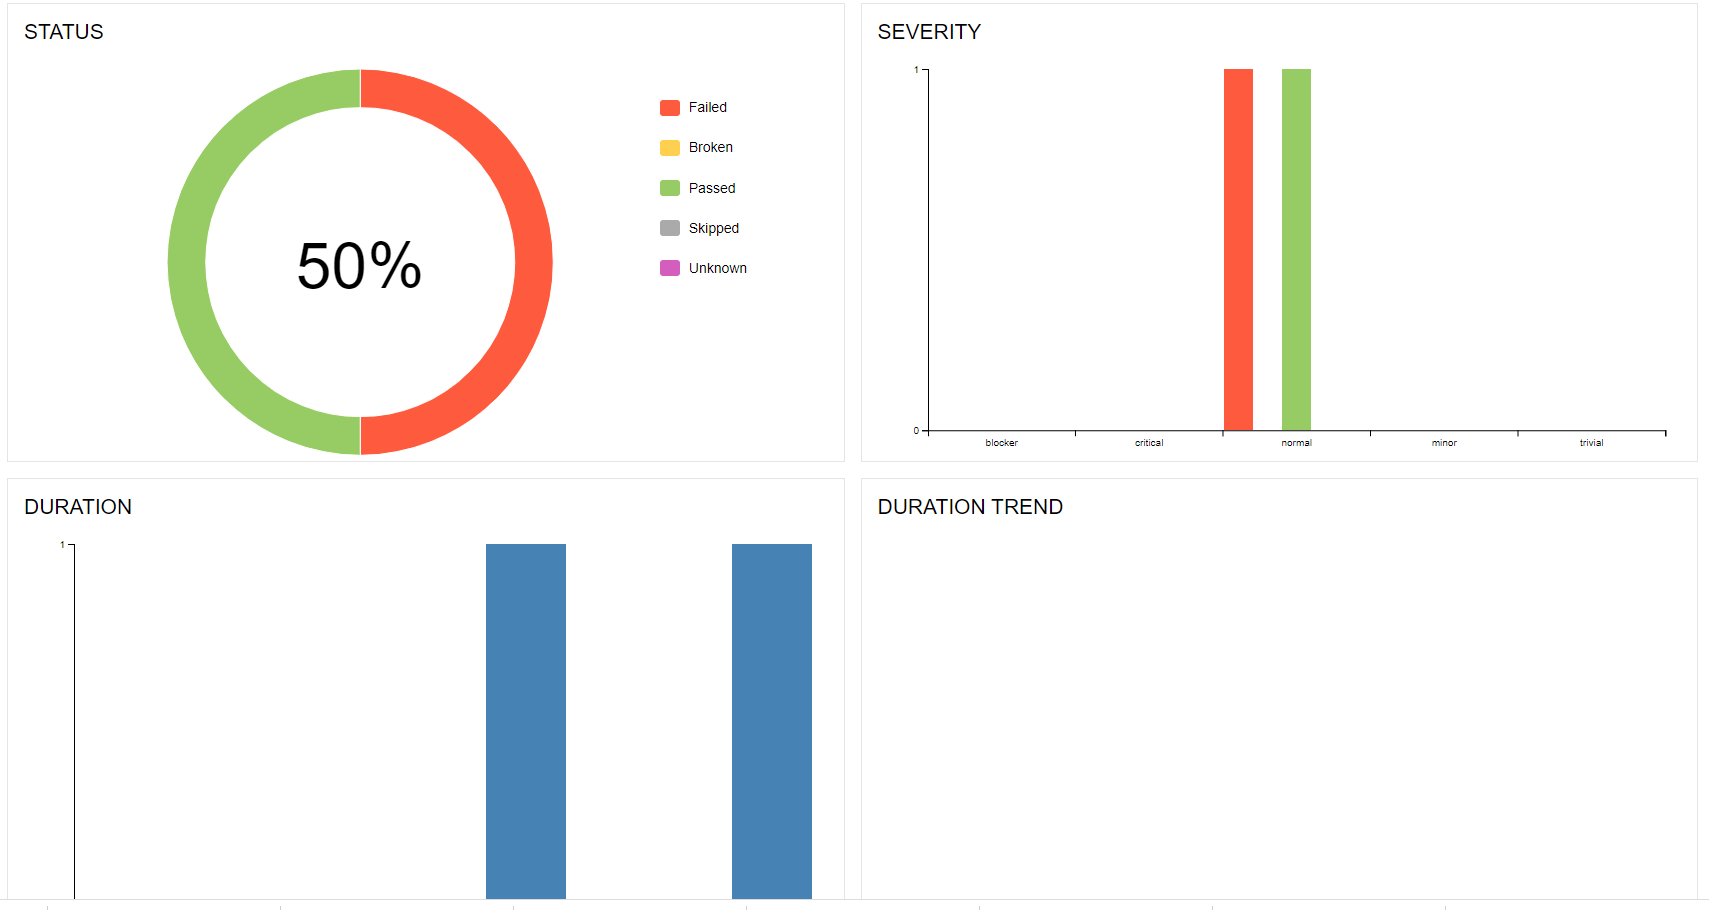 STATUS
50%
Failed
Broken
Passed
Skipped
Unknown
SEVERITY
1
0
blocker
critical
normal
minor
trivial
DURATION
1
DURATION TREND